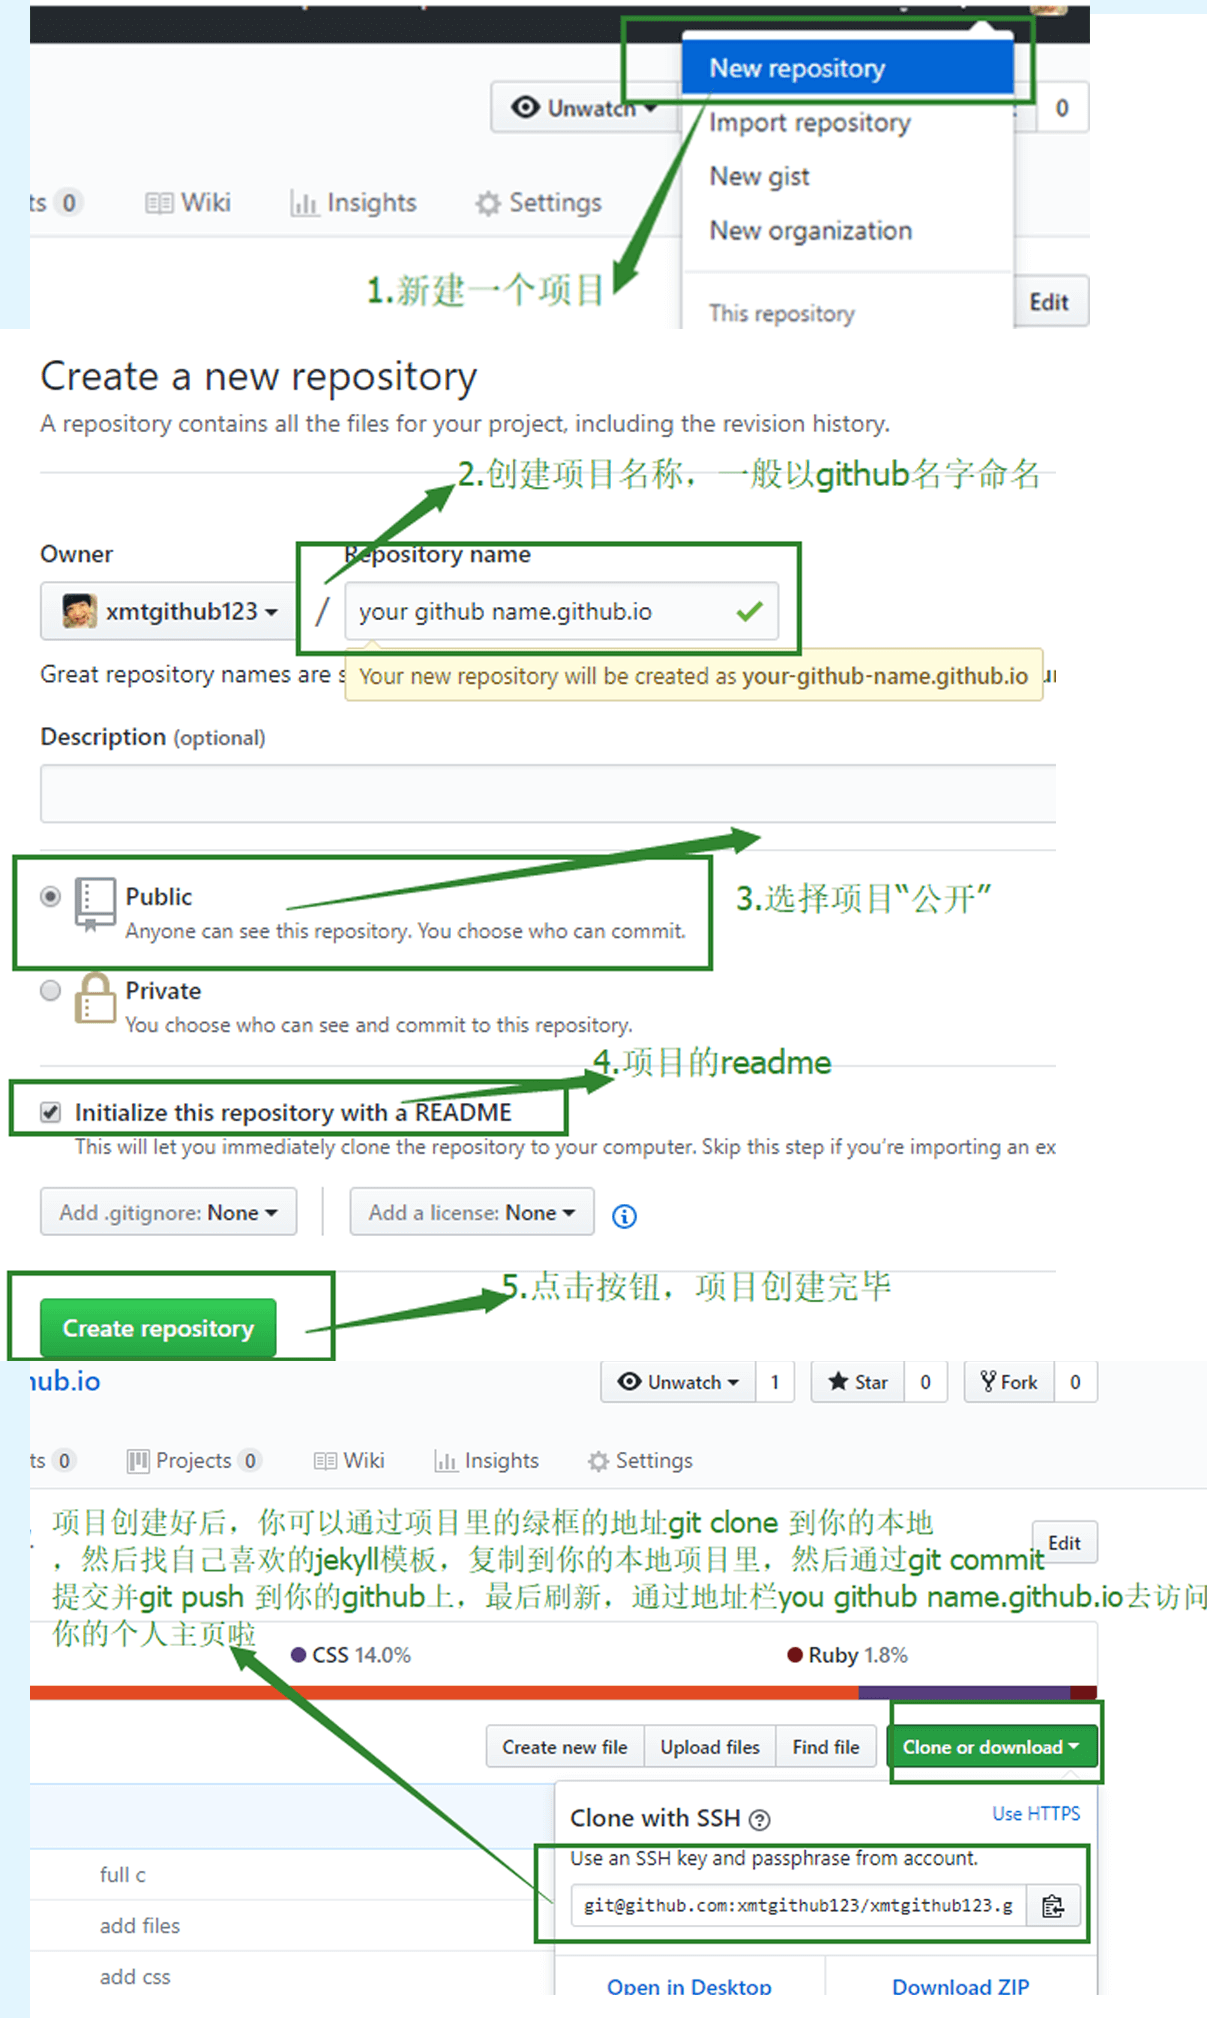 New repository
Unwatch
0
Import repository
New gist
ts 0 Wiki Insights Settings
New organization
1.新建一个项目
This repository
Edit
Create a new repository
A repository contains all the files for your project, including the revision history.
2.创建项目名称，一般以github名字命名
Owner
Repository name
xmtgithub123 / your github name.github.io
Great repository names are s
Your new repository will be created as your-github-name.github.io
Description (optional)
Public
3.选择项目“公开”
Anyone can see this repository. You choose who can commit.
Private
You choose who can see and commit to this repository.
4.项目的readme
Initialize this repository with a README
This will let you immediately clone the repository to your computer. Skip this step if you’re importing an ex
Add .gitignore: None Add a license: None
5.点击按钮，项目创建完毕
Create repository
hub.io
Unwatch 1 Star 0 Fork 0
ts 0 Projects 0 Wiki Insights Settings
项目创建好后，你可以通过项目里的绿框的地址git clone 到你的本地
Edit
，然后找自己喜欢的jekyll模板，复制到你的本地项目里，然后通过git commit
提交并git push 到你的github上，最后刷新，通过地址栏you github name.github.io去访问
你的个人主页啦
CSS 14.0% Ruby 1.8%
Create new file Upload files Find file Clone or download
Clone with SSH Use HTTPS
Use an SSH key and passphrase from account.
full c
git@github.com:xmtgithub123/xmtgithub123.g
add files
add css
Open in Desktop Download ZIP